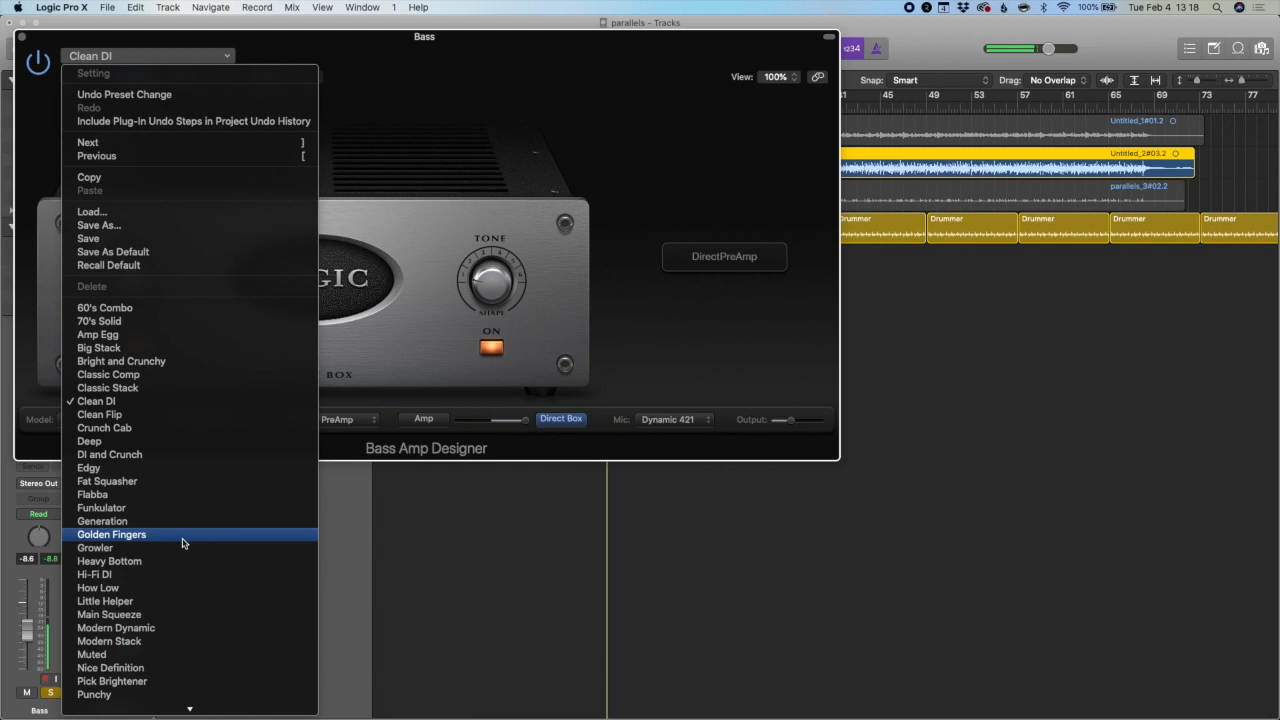 Logic Pro X File Edit Track Navigate Record Mix View Window 1 Help
4 100% Tue Feb 4 13 18
parallels - Tracks
Bass
Clean DI
View: 100%
1234
Snap: Smart Drag: No Overlap
41 45 49 53 57 61 65 69 73 77
Setting
Undo Preset Change
Redo
Include Plug-In Undo Steps in Project Undo History
Next ]
Previous [
Copy
Paste
Load...
Save As...
Save
Save As Default
Recall Default
Delete
60's Combo
70's Solid
Amp Egg
Big Stack
Bright and Crunchy
Classic Comp
Classic Stack
✓ Clean DI
Clean Flip
Crunch Cab
Deep
DI and Crunch
Edgy
Fat Squasher
Flabba
Funkulator
Generation
Golden Fingers
Growler
Heavy Bottom
Hi-Fi DI
How Low
Little Helper
Main Squeeze
Modern Dynamic
Modern Stack
Muted
Nice Definition
Pick Brightener
Punchy
Untitled_1#01.2
Untitled_2#03.2
parallels_3#02.2
Drummer Drummer Drummer Drummer Drummer
GIC
TONE
SHAPE
ON
BOX
DirectPreAmp
Model: PreAmp Amp Direct Box Mic: Dynamic 421 Output:
Bass Amp Designer
Sends
Stereo Out
Group
Read
-8.6 -8.8
R I
M S
Bass